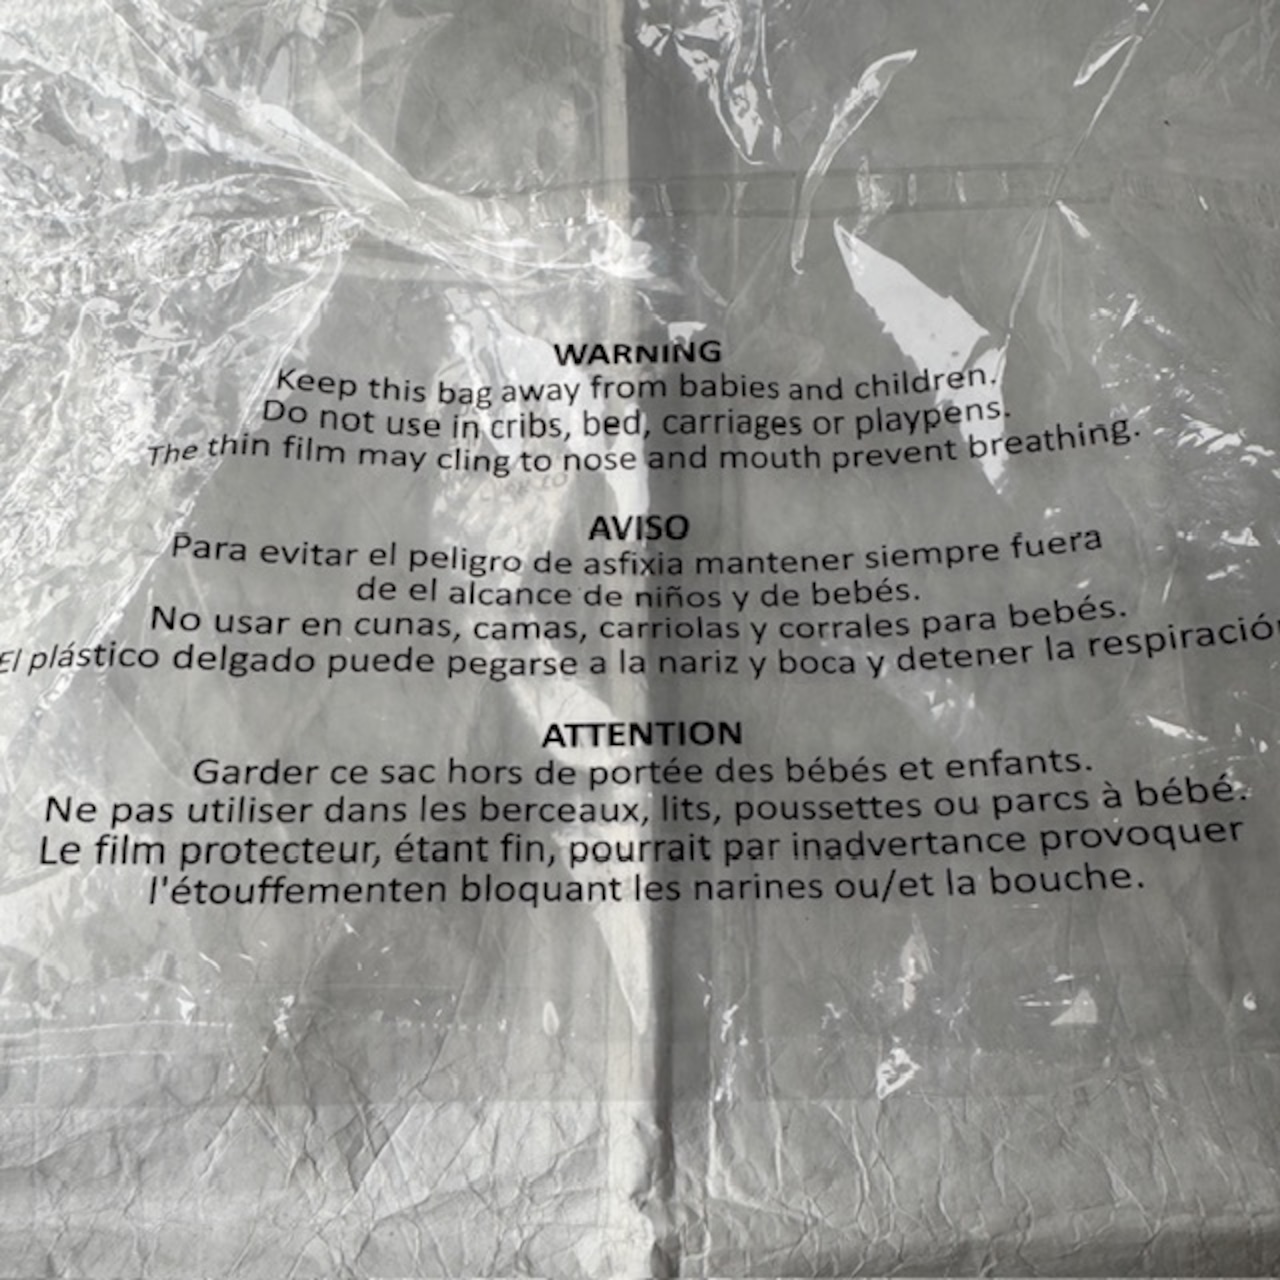 WARNING
Keep this bag away from babies and children.
Do not use in cribs, bed, carriages or playpens.
The thin film may cling to nose and mouth prevent breathing.
AVISO
Para evitar el peligro de asfixia mantener siempre fuera
de el alcance de niños y de bebés.
No usar en cunas, camas, carriolas y corrales para bebés.
El plástico delgado puede pegarse a la nariz y boca y detener la respiración
ATTENTION
Garder ce sac hors de portée des bébés et enfants.
Ne pas utiliser dans les berceaux, lits, poussettes ou parcs à bébé.
Le film protecteur, étant fin, pourrait par inadvertance provoquer
l'étouffementen bloquant les narines ou/et la bouche.